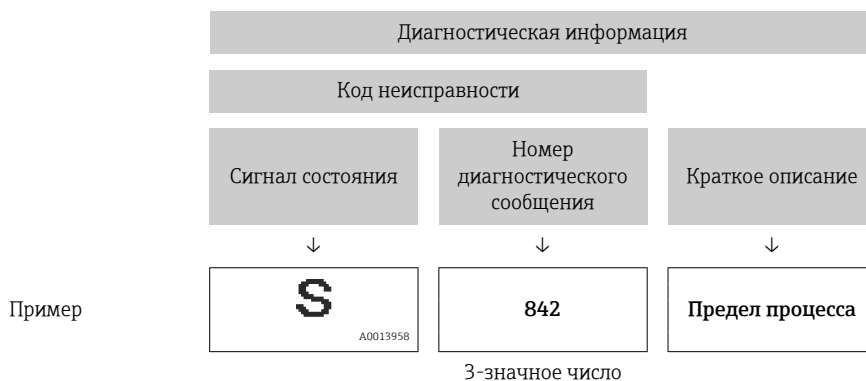 Диагностическая информация
Код неисправности
Сигнал состояния
Номер
диагностического
сообщения
Краткое описание
↓ ↓ ↓
Пример
S
A0013958
842
Предел процесса
3-значное число